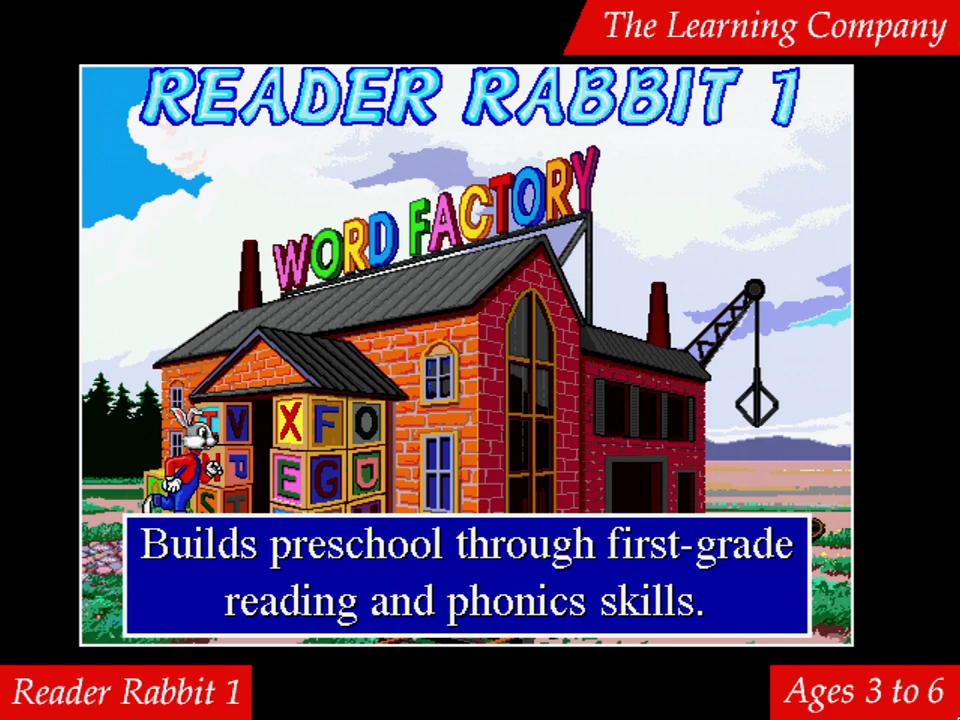 The Learning Company
READER RABBIT 1
WORD FACTORY
V
X F O
P
E G
S T
Builds preschool through first-grade
reading and phonics skills.
Reader Rabbit 1
Ages 3 to 6